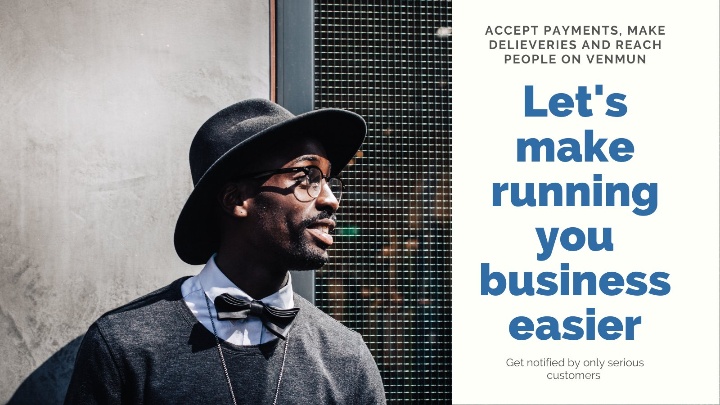 ACCEPT PAYMENTS, MAKE
DELIEVERIES AND REACH
PEOPLE ON VENMUN
Let's
make
running
you
business
easier
Get notified by only serious
customers